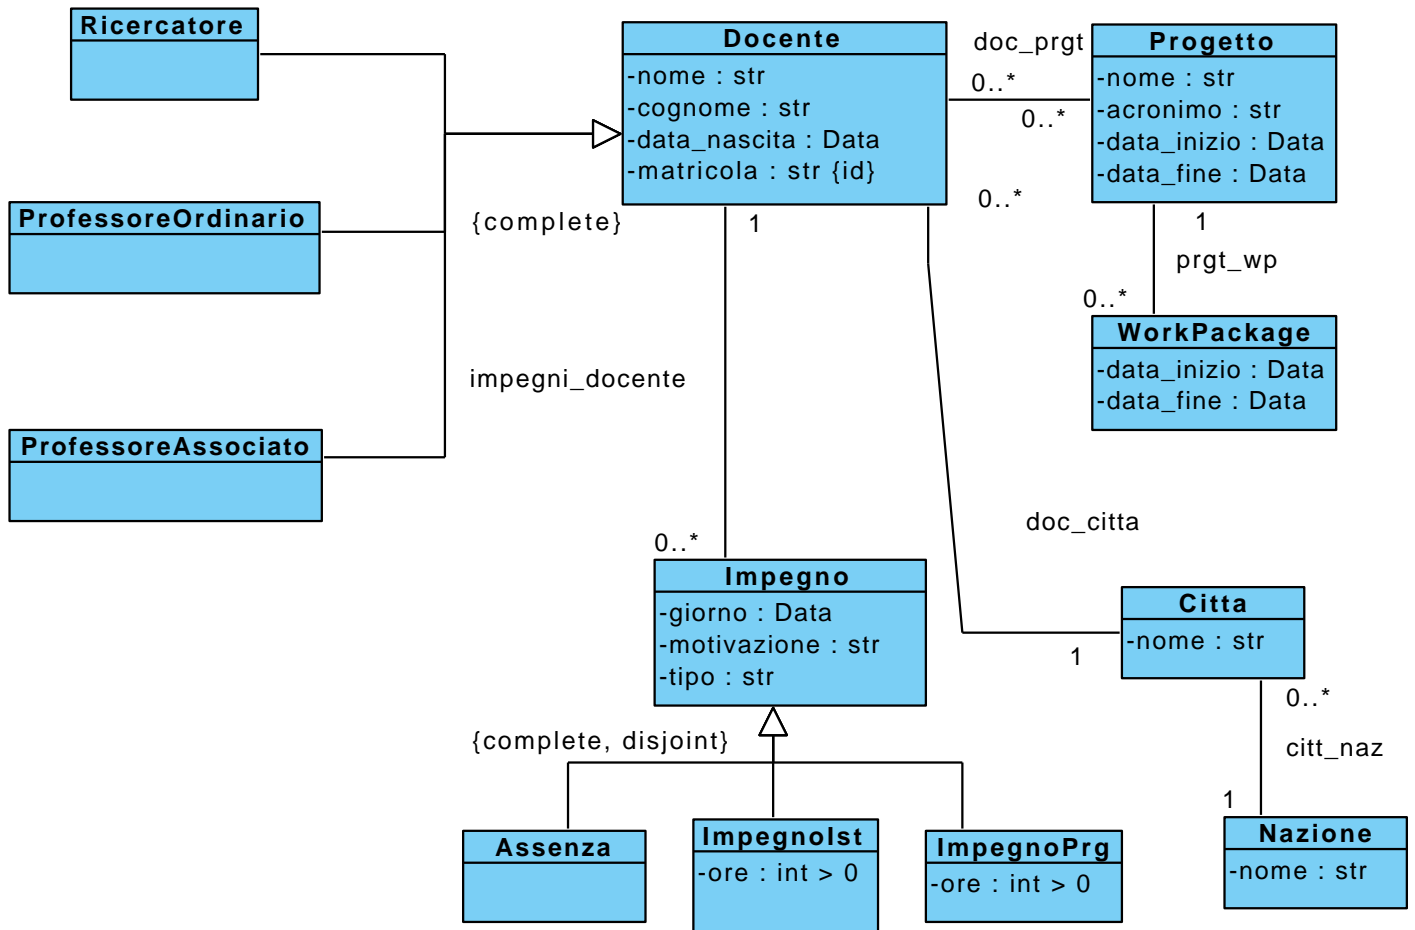 Ricercatore
Docente
-nome : str
-cognome : str
-data_nascita : Data
-matricola : str {id}
doc_prgt
0..*
0..*
Progetto
-nome : str
-acronimo : str
-data_inizio : Data
-data_fine : Data
ProfessoreOrdinario
{complete}
1
0..*
1
prgt_wp
0..*
WorkPackage
-data_inizio : Data
-data_fine : Data
impegni_docente
ProfessoreAssociato
doc_citta
0..*
Impegno
-giorno : Data
-motivazione : str
-tipo : str
1
Citta
-nome : str
{complete, disjoint}
0..*
citt_naz
1
Assenza
ImpegnoIst
-ore : int > 0
ImpegnoPrg
-ore : int > 0
Nazione
-nome : str